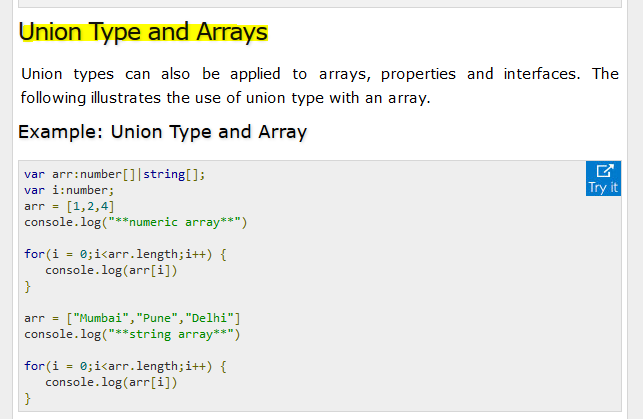 Union Type and Arrays
Union types can also be applied to arrays, properties and interfaces. The
following illustrates the use of union type with an array.
Example: Union Type and Array
var arr:number[]|string[];
Try it
var i:number;
arr = [1,2,4]
console.log("**numeric array**")
for(i = 0;i<arr.length;i++) {
   console.log(arr[i])
}
arr = ["Mumbai","Pune","Delhi"]
console.log("**string array**")
for(i = 0;i<arr.length;i++) {
   console.log(arr[i])
}